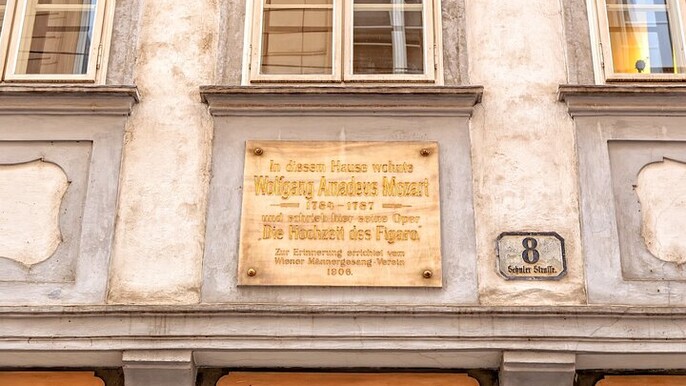 In diesem Hause wohnte
Wolfgang Amadeus Mozart
1784-1787
und schrieb hier seine Oper
„Die Hochzeit des Figaro."
Zur Erinnerung errichtet vom
Wiener Männergesang-Verein
1906.
8
Schuler Straße.